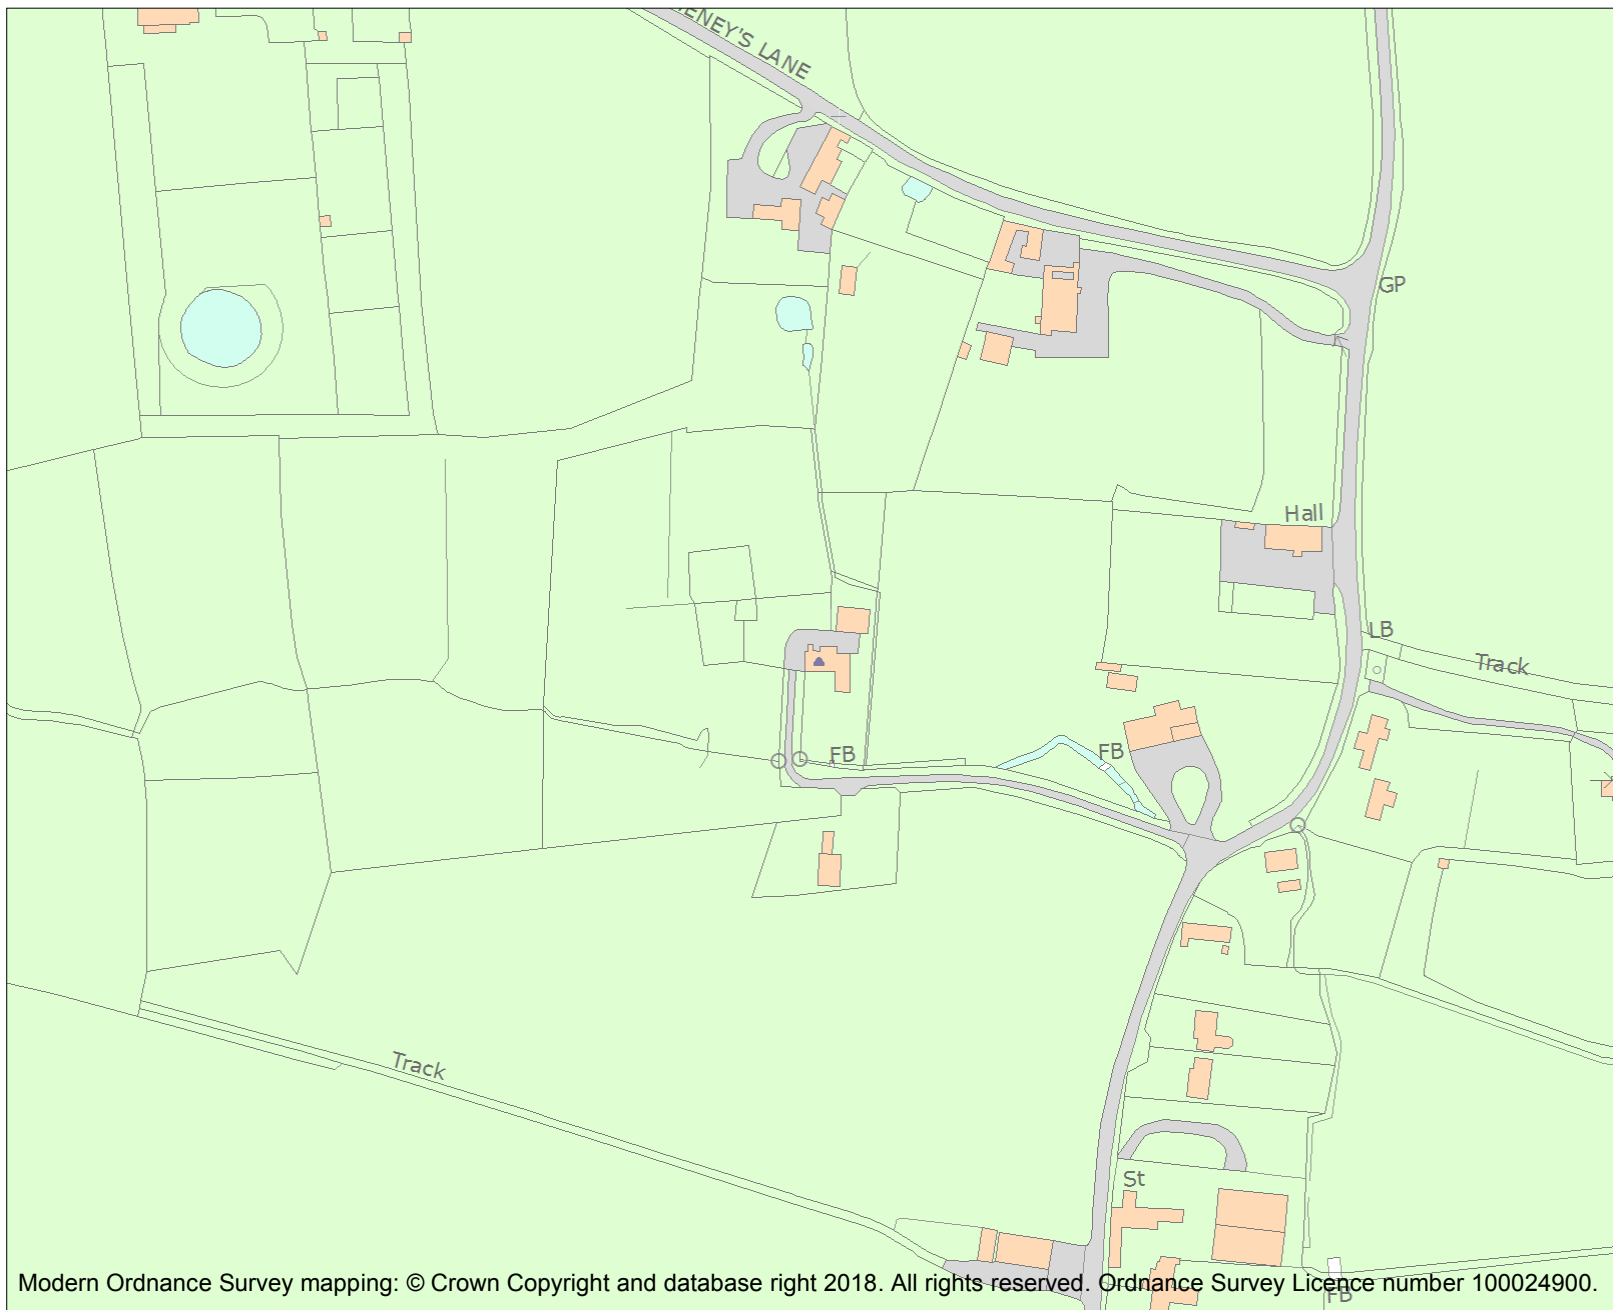 LANE
GP
Hall
LB
Track
FB
FB
Track
St
Modern Ordnance Survey mapping: © Crown Copyright and database right 2018. All rights reserved. Ordnance Survey Licence number 100024900.
FB